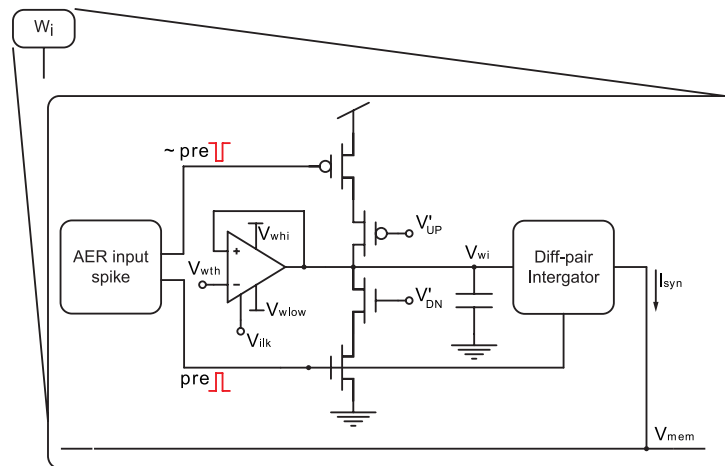 Wi
~ pre
AER input
spike
Vwhi
+
Vwth
-
Vwlow
Vilk
V'UP
V'DN
Vwi
Diff-pair
Intergator
Isyn
pre
Vmem